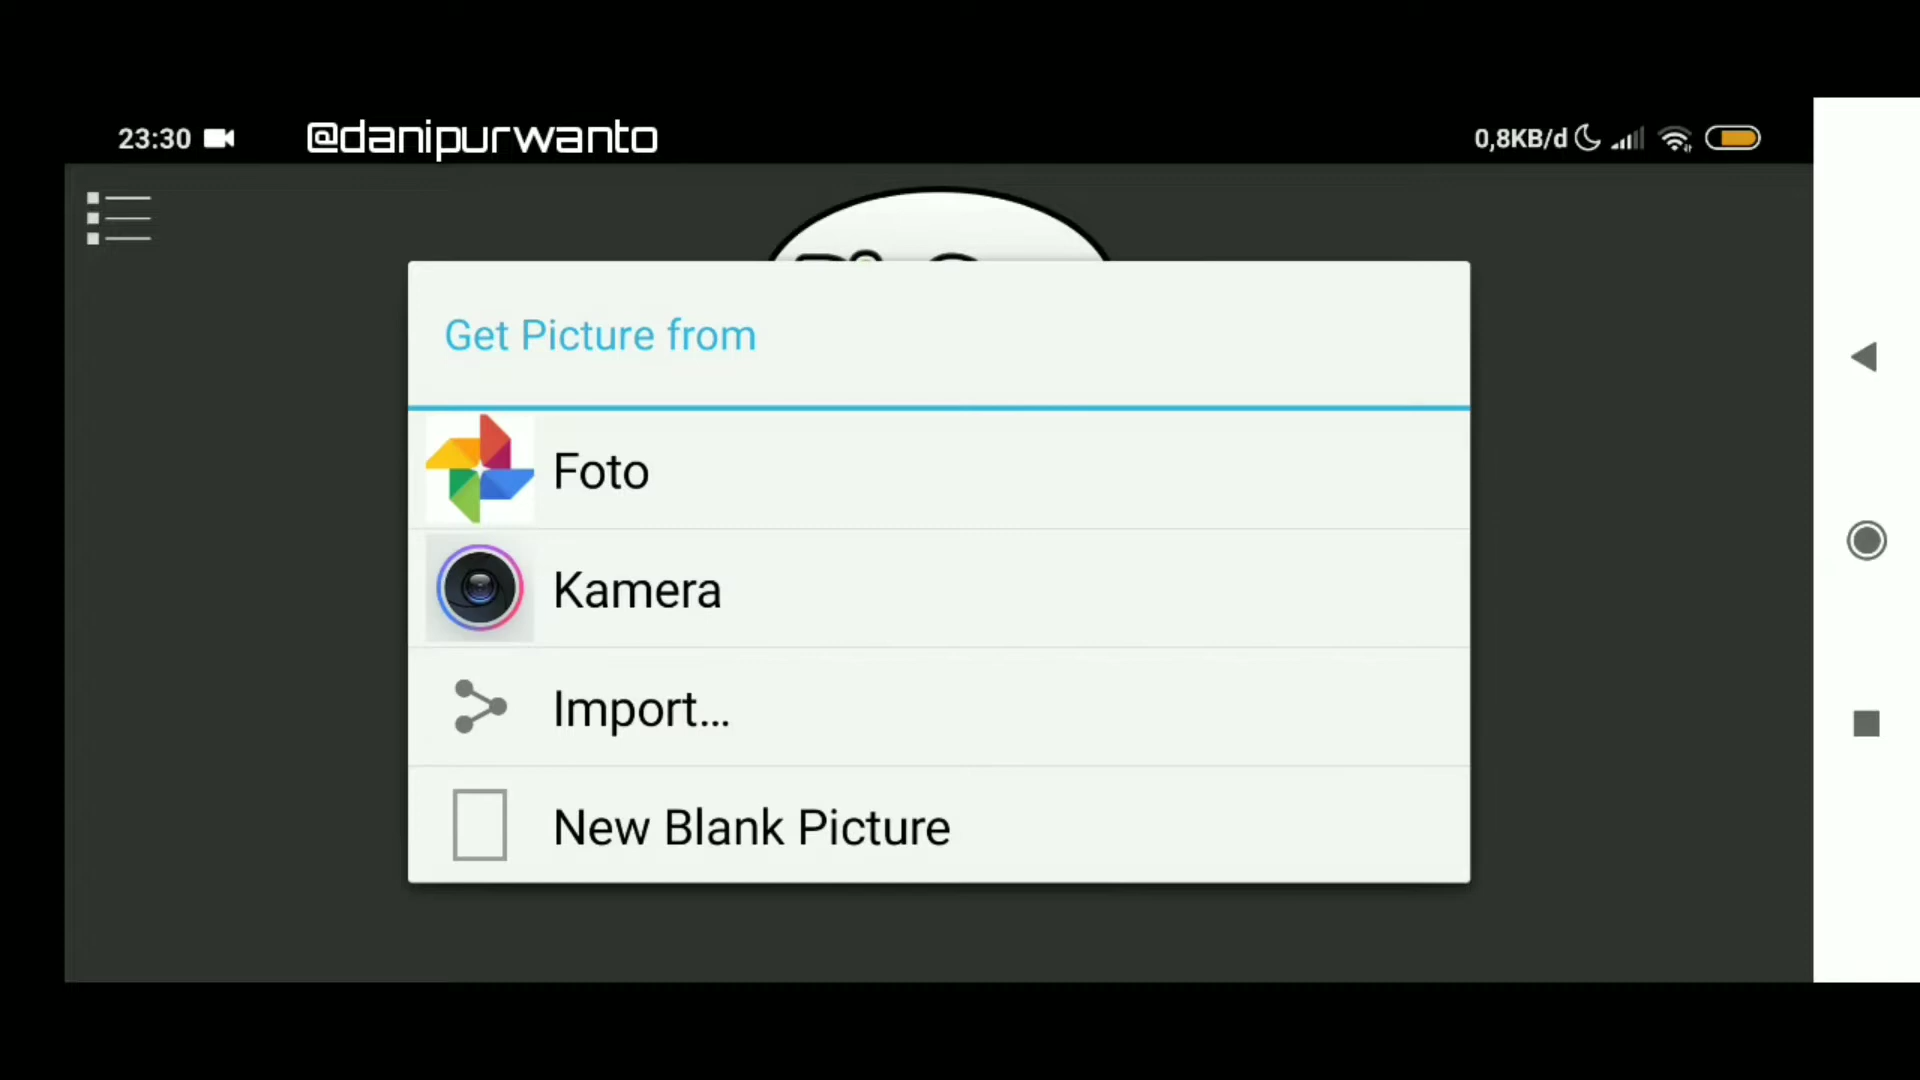 23:30 @danipurwanto 0,8KB/d
Get Picture from
Foto
Kamera
Import...
New Blank Picture